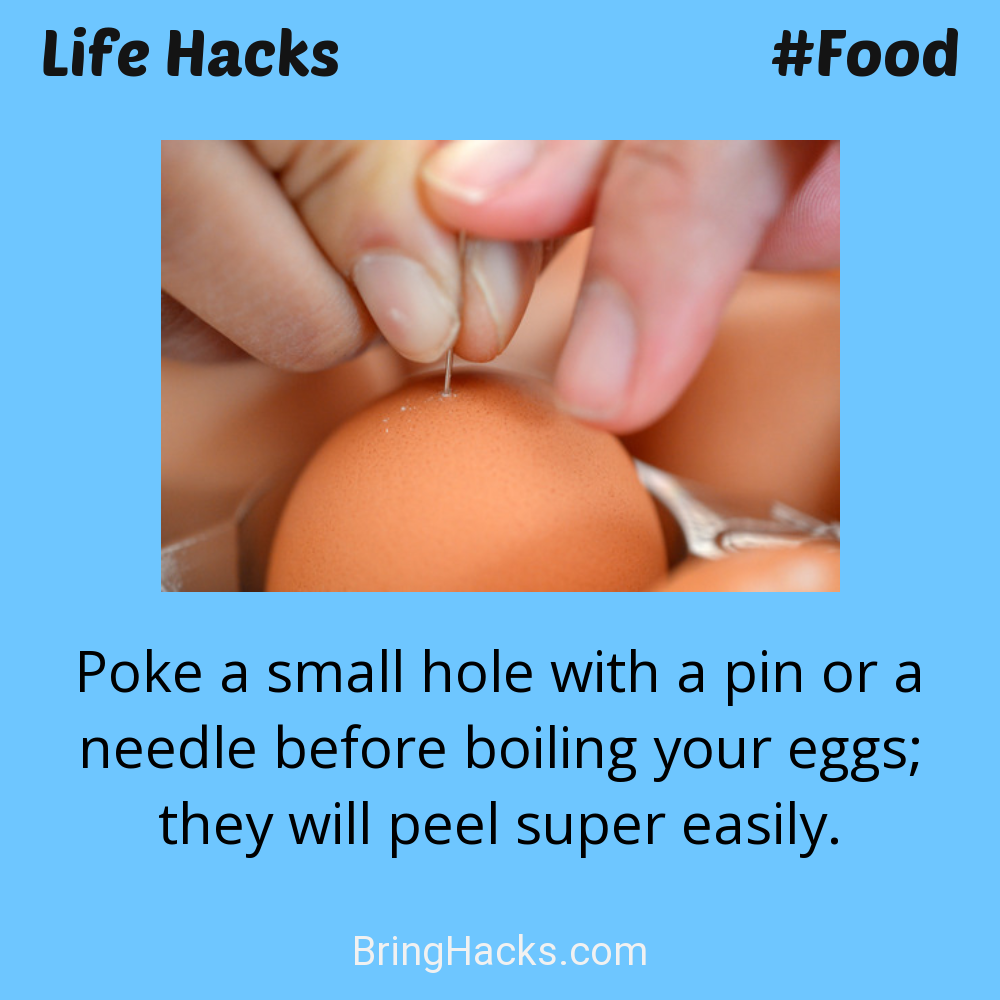 Life Hacks
#Food
Poke a small hole with a pin or a
needle before boiling your eggs;
they will peel super easily.
BringHacks.com